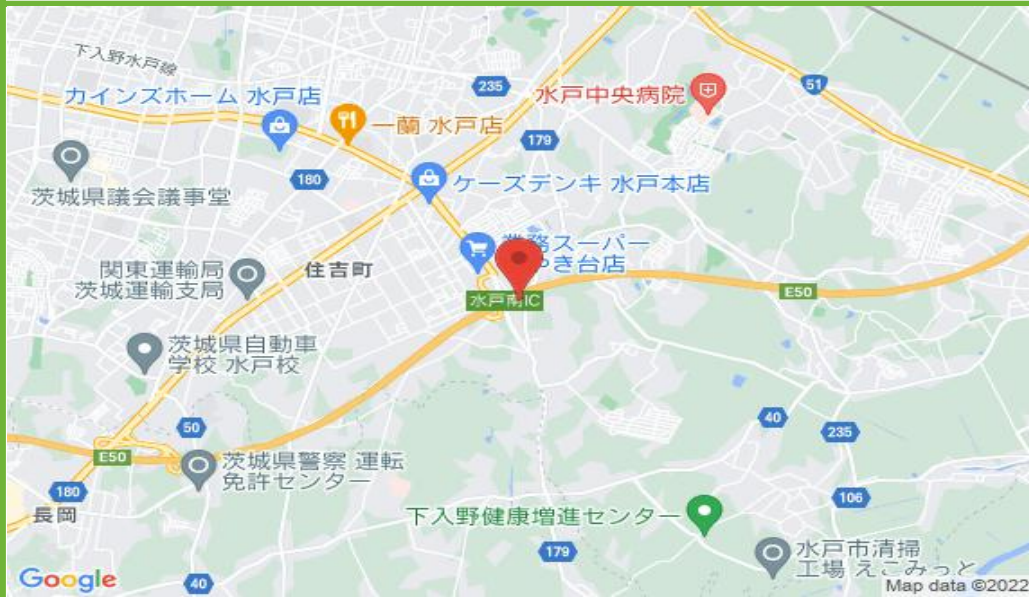 下入野水戸線
235
51
カインズホーム 水戸店
水戸中央病院
一蘭 水戸店
179
180
ケーズデンキ 水戸本店
茨城県議会議事堂
業務スーパー
やき台店
関東運輸局
茨城運輸支局
住吉町
水戸南IC
E50
茨城県自動車
学校 水戸校
40
50
235
E50
茨城県警察 運転
免許センター
180
106
長岡
下入野健康増進センター
179
水戸市清掃
工場 えこみっと
Google
40
Map data ©2022